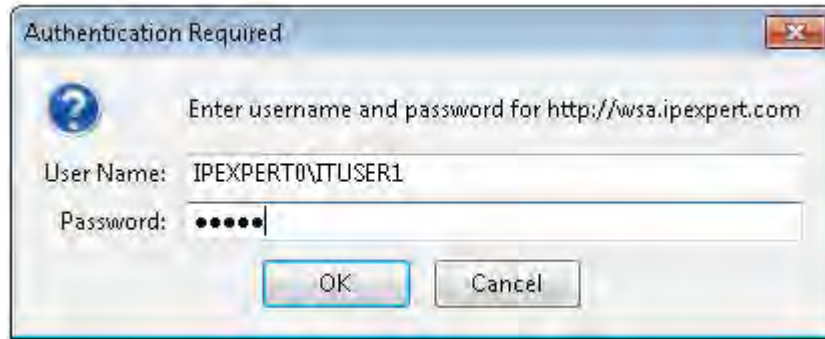 Authentication Required
Enter username and password for http://wsa.ipexpert.com
User Name: IPEXPERT0\ITUSER1
Password: •••••
OK Cancel